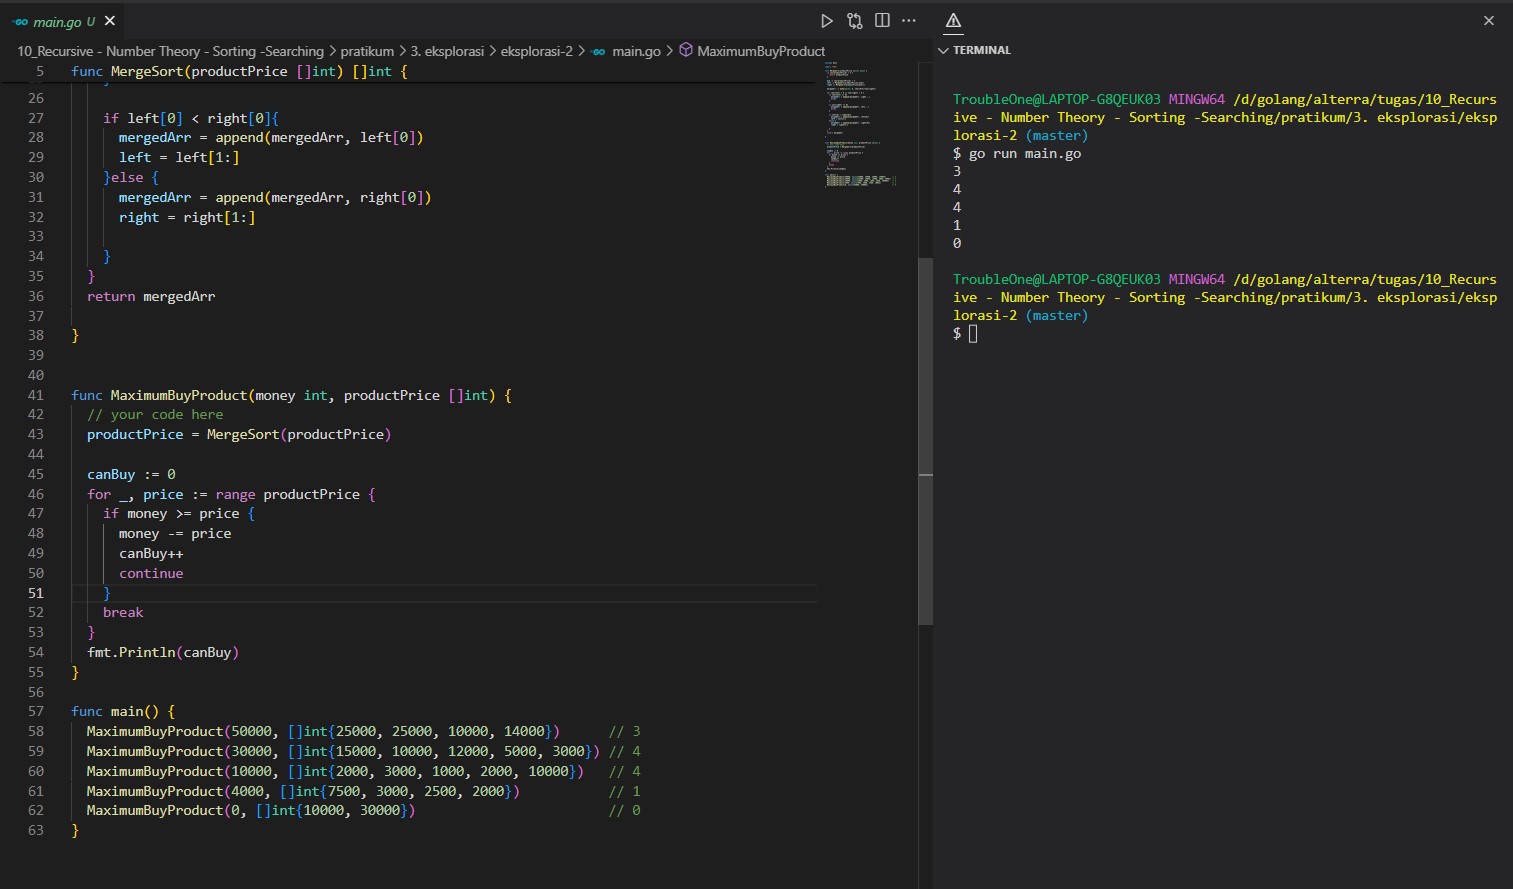 main.go U
10_Recursive - Number Theory - Sorting -Searching > pratikum > 3. eksplorasi > eksplorasi-2 > main.go > MaximumBuyProduct
5 func MergeSort(productPrice []int) []int {
26
27 if left[0] < right[0]{
28 mergedArr = append(mergedArr, left[0])
29 left = left[1:]
30 }else {
31 mergedArr = append(mergedArr, right[0])
32 right = right[1:]
33
34 }
35 }
36 return mergedArr
37
38 }
39
40
41 func MaximumBuyProduct(money int, productPrice []int) {
42 // your code here
43 productPrice = MergeSort(productPrice)
44
45 canBuy := 0
46 for _, price := range productPrice {
47 if money >= price {
48 money -= price
49 canBuy++
50 continue
51 }
52 break
53 }
54 fmt.Println(canBuy)
55 }
56
57 func main() {
58 MaximumBuyProduct(50000, []int{25000, 25000, 10000, 14000}) // 3
59 MaximumBuyProduct(30000, []int{15000, 10000, 12000, 5000, 3000}) // 4
60 MaximumBuyProduct(10000, []int{2000, 3000, 1000, 2000, 10000}) // 4
61 MaximumBuyProduct(4000, []int{7500, 3000, 2500, 2000}) // 1
62 MaximumBuyProduct(0, []int{10000, 30000}) // 0
63 }
TERMINAL
TroubleOne@LAPTOP-G8QEUK03 MINGW64 /d/golang/alterra/tugas/10_Recurs
ive - Number Theory - Sorting -Searching/pratikum/3. eksplorasi/eksp
lorasi-2 (master)
$ go run main.go
3
4
4
1
0
TroubleOne@LAPTOP-G8QEUK03 MINGW64 /d/golang/alterra/tugas/10_Recurs
ive - Number Theory - Sorting -Searching/pratikum/3. eksplorasi/eksp
lorasi-2 (master)
$